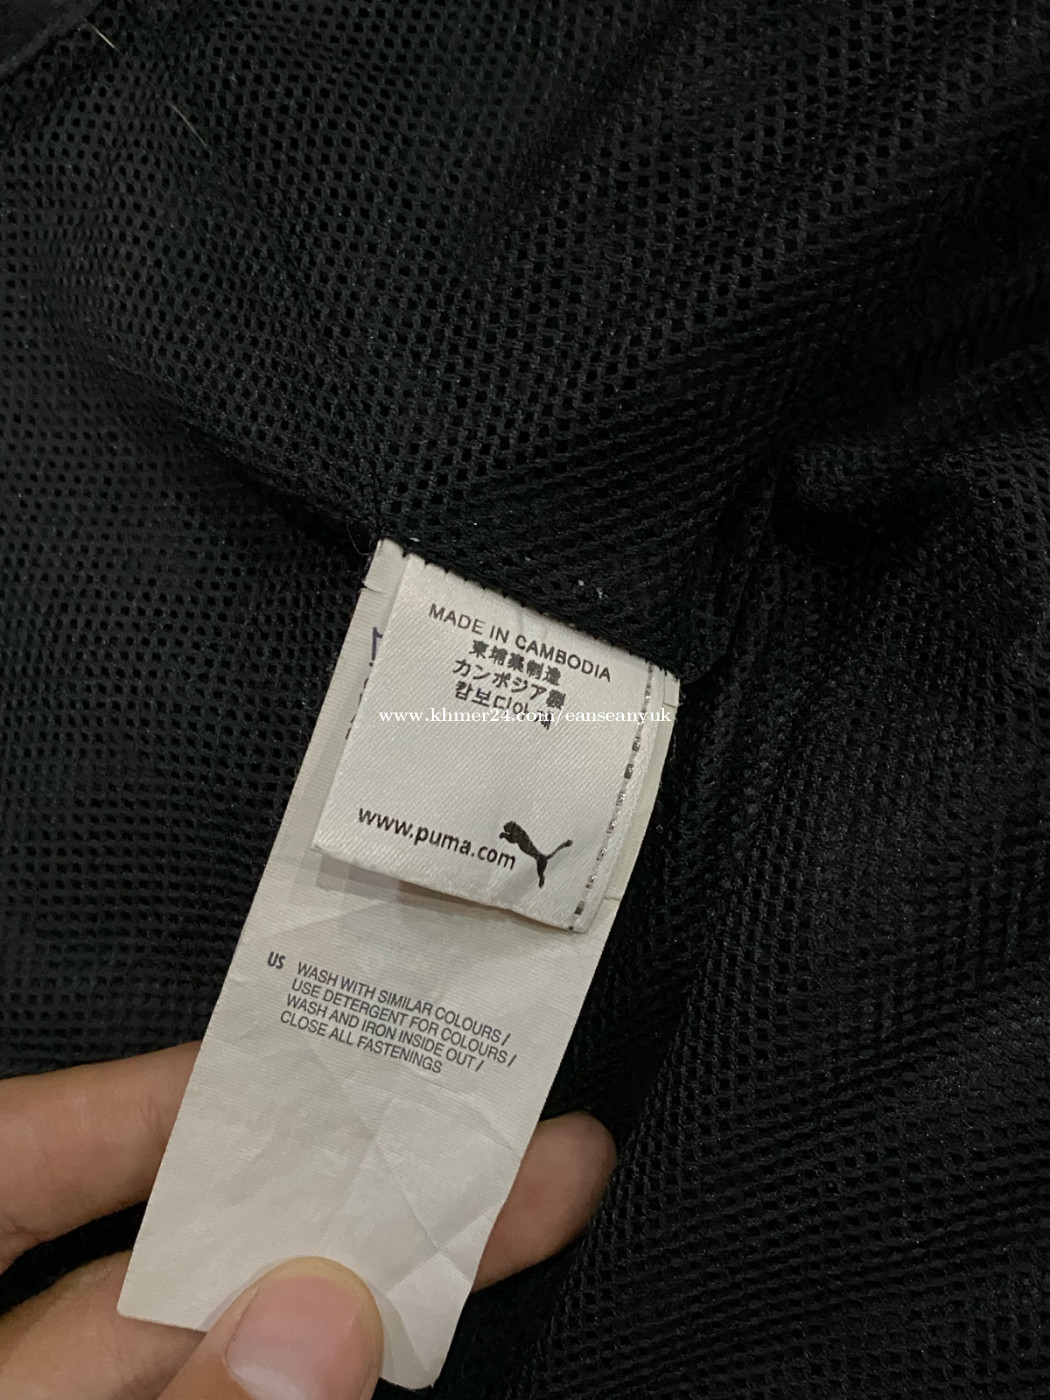 MADE IN CAMBODIA
柬埔寨制造
カンボジア製
캄보디아
www.khmer24.com/eanseanyuk
www.puma.com
US WASH WITH SIMILAR COLOURS /
USE DETERGENT FOR COLOURS /
WASH AND IRON INSIDE OUT /
CLOSE ALL FASTENINGS